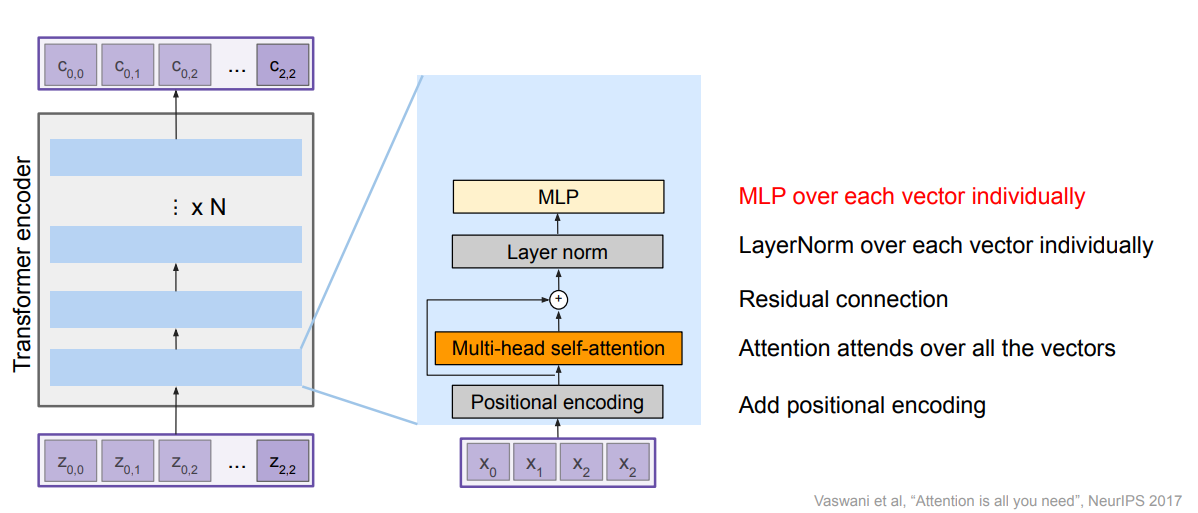 c0,0 c0,1 c0,2 ... c2,2
Transformer encoder
⋮ x N
z0,0 z0,1 z0,2 ... z2,2
MLP
Layer norm
+
Multi-head self-attention
Positional encoding
x0 x1 x2 x2
MLP over each vector individually
LayerNorm over each vector individually
Residual connection
Attention attends over all the vectors
Add positional encoding
Vaswani et al, “Attention is all you need”, NeurIPS 2017